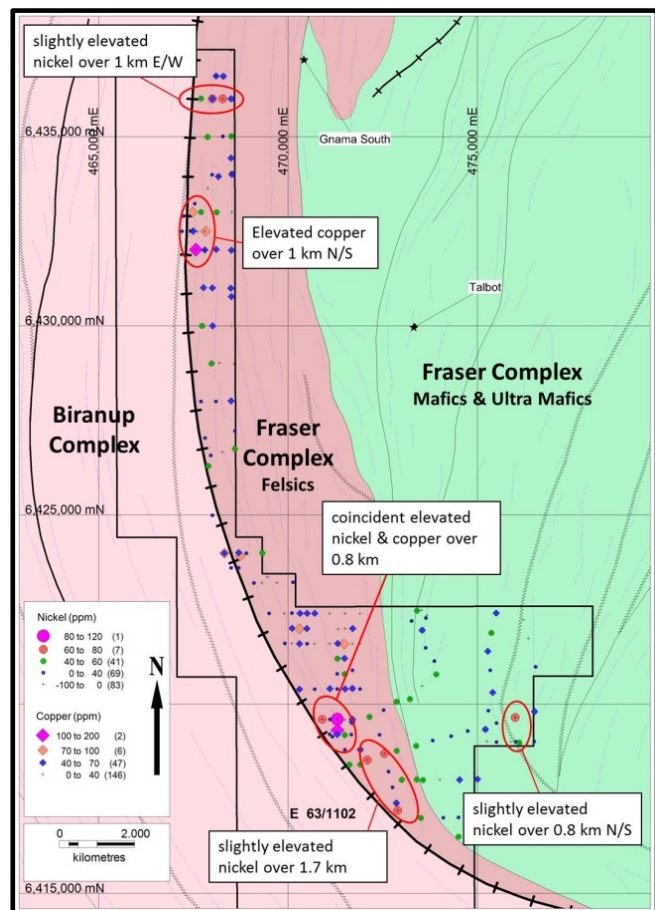 slightly elevated
nickel over 1 km E/W
465,000 mE
470,000 mE
475,000 mE
6,435,000 mN
Gnama South
Elevated copper
over 1 km N/S
Talbot
6,430,000 mN
Biranup
Complex
Fraser
Complex
Felsics
Fraser Complex
Mafics & Ultra Mafics
6,425,000 mN
coincident elevated
nickel & copper over
0.8 km
Nickel (ppm)
80 to 120 (1)
60 to 80 (7)
40 to 60 (41)
0 to 40 (69)
-100 to 0 (83)
Copper (ppm)
100 to 200 (2)
70 to 100 (6)
40 to 70 (47)
0 to 40 (146)
N
0 2.000
kilometres
E 63/1102
slightly elevated
nickel over 1.7 km
slightly elevated
nickel over 0.8 km N/S
6,415,000 mN